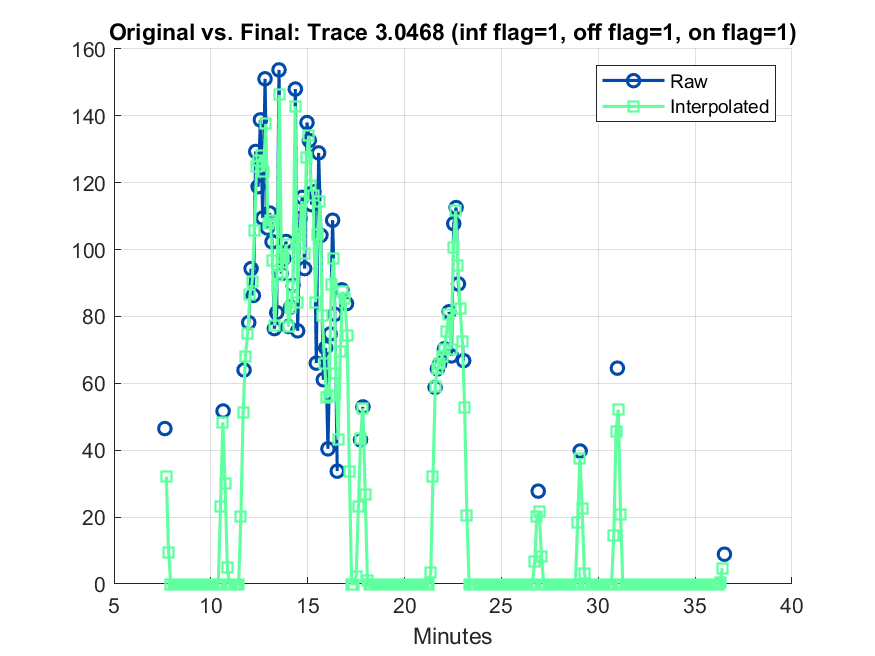 Original vs. Final: Trace 3.0468 (inf flag=1, off flag=1, on flag=1)
160
140
120
100
80
60
40
20
0
Raw
Interpolated
5 10 15 20 25 30 35 40
Minutes